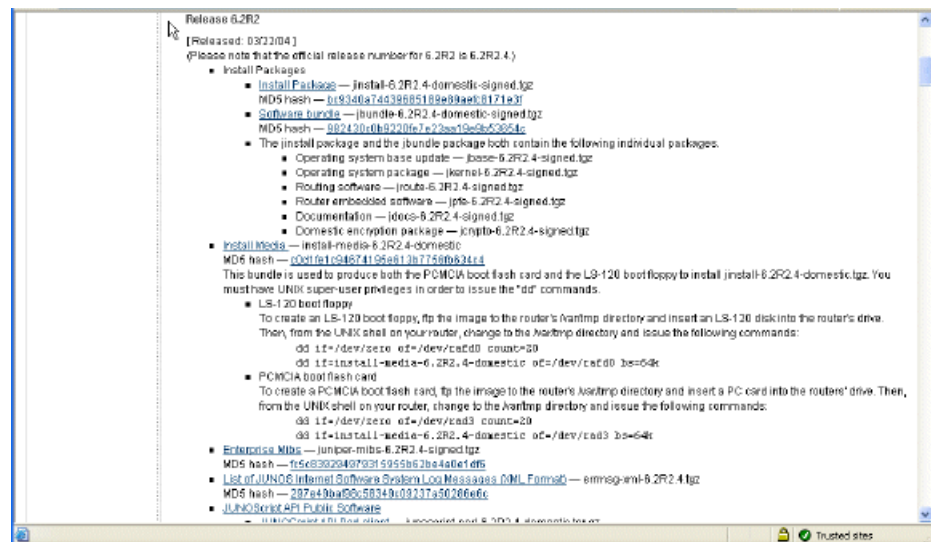 Release 6.2R2
[Released: 03/22/04]
(Please note that the official release number for 6.2R2 is 6.2R2.4.)
Install Packages
Install Package — jinstall-6.2R2.4-domestic-signed.tgz
MD5 hash —
Software bundle — jbundle-6.2R2.4-domestic-signed.tgz
MD5 hash —
The jinstall package and the jbundle package both contain the following individual packages.
Operating system base update — jbase-6.2R2.4-signed.tgz
Operating system package — jkernel-6.2R2.4-signed.tgz
Routing software — jroute-6.2R2.4-signed.tgz
Router embedded software — jpfe-6.2R2.4-signed.tgz
Documentation — jdocs-6.2R2.4-signed.tgz
Domestic encryption package — jcrypto-6.2R2.4-signed.tgz
Install Media — install-media-6.2R2.4-domestic
MD5 hash —
This bundle is used to produce both the PCMCIA boot flash card and the LS-120 boot floppy to install jinstall-6.2R2.4-domestic.tgz. You
must have UNIX super-user privileges in order to issue the "dd" commands.
LS-120 boot floppy
To create an LS-120 boot floppy, ftp the image to the router's /var/tmp directory and insert an LS-120 disk into the router's drive.
Then, from the UNIX shell on your router, change to the /var/tmp directory and issue the following commands:
dd if=/dev/zero of=/dev/rafd0 count=20
dd if=install-media-6.2R2.4-domestic of=/dev/rafd0 bs=64k
PCMCIA boot flash card
To create a PCMCIA boot flash card, ftp the image to the router's /var/tmp directory and insert a PC card into the routers' drive. Then,
from the UNIX shell on your router, change to the /var/tmp directory and issue the following commands:
dd if=/dev/zero of=/dev/rad3 count=20
dd if=install-media-6.2R2.4-domestic of=/dev/rad3 bs=64k
Enterprise Mibs — juniper-mibs-6.2R2.4-signed.tgz
MD5 hash —
List of JUNOS Internet Software System Log Messages (XML Format) — errmsg-xml-6.2R2.4.tgz
MD5 hash —
JUNOScript API Public Software
Trusted sites